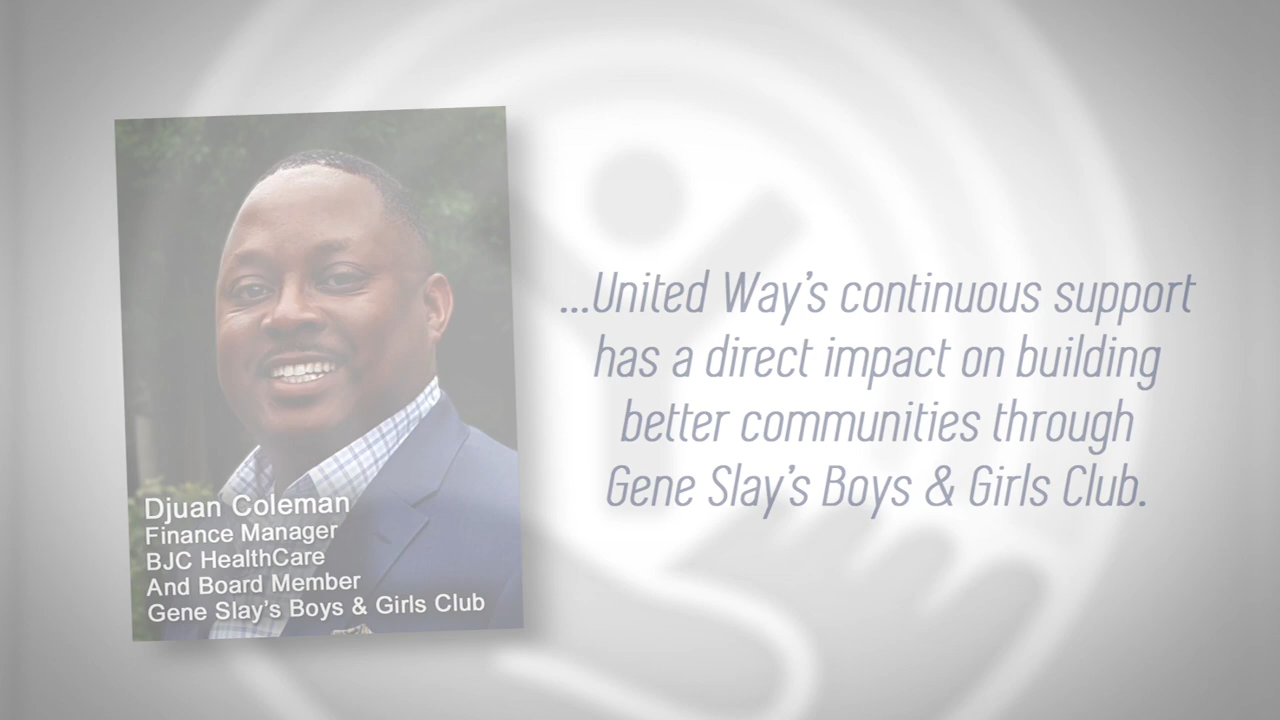 Djuan Coleman
Finance Manager
BJC HealthCare
And Board Member
Gene Slay's Boys & Girls Club
...United Way's continuous support
has a direct impact on building
better communities through
Gene Slay's Boys & Girls Club.